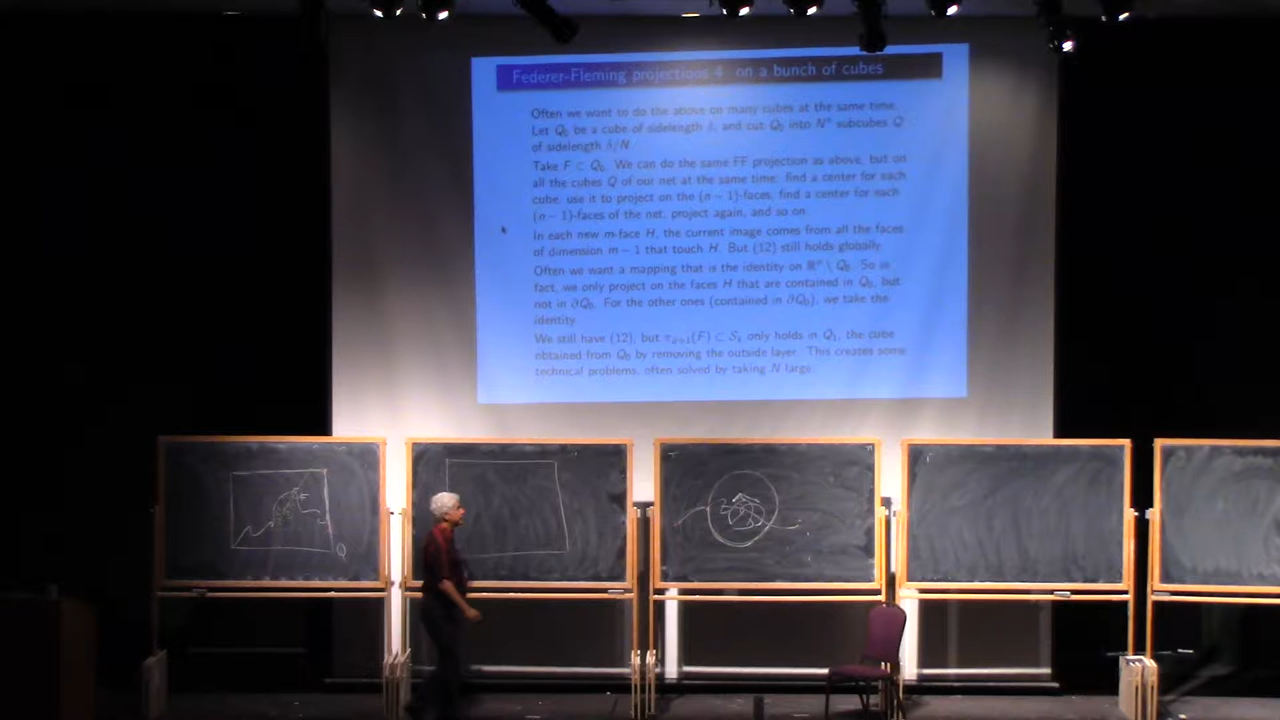 Federer-Fleming projections 4: on a bunch of cubes
Often we want to do the above on many cubes at the same time.
Let Q₀ be a cube of sidelength δ, and cut Q₀ into Nⁿ subcubes Q
of sidelength δ/N.
Take F ⊂ Q₀. We can do the same FF projection as above, but on
all the cubes Q of our net at the same time: find a center for each
cube, use it to project on the (n − 1)-faces, find a center for each
(n − 1)-faces of the net, project again, and so on.
In each new m-face H, the current image comes from all the faces
of dimension m − 1 that touch H. But (12) still holds globally.
Often we want a mapping that is the identity on ℝⁿ \ Q₀. So in
fact, we only project on the faces H that are contained in Q₀, but
not in ∂Q₀. For the other ones (contained in ∂Q₀), we take the
identity.
We still have (12), but π_{d+1}(F) ⊂ only holds in Q₁, the cube
obtained from Q₀ by removing the outside layer. This creates some
technical problems, often solved by taking N large.
Q